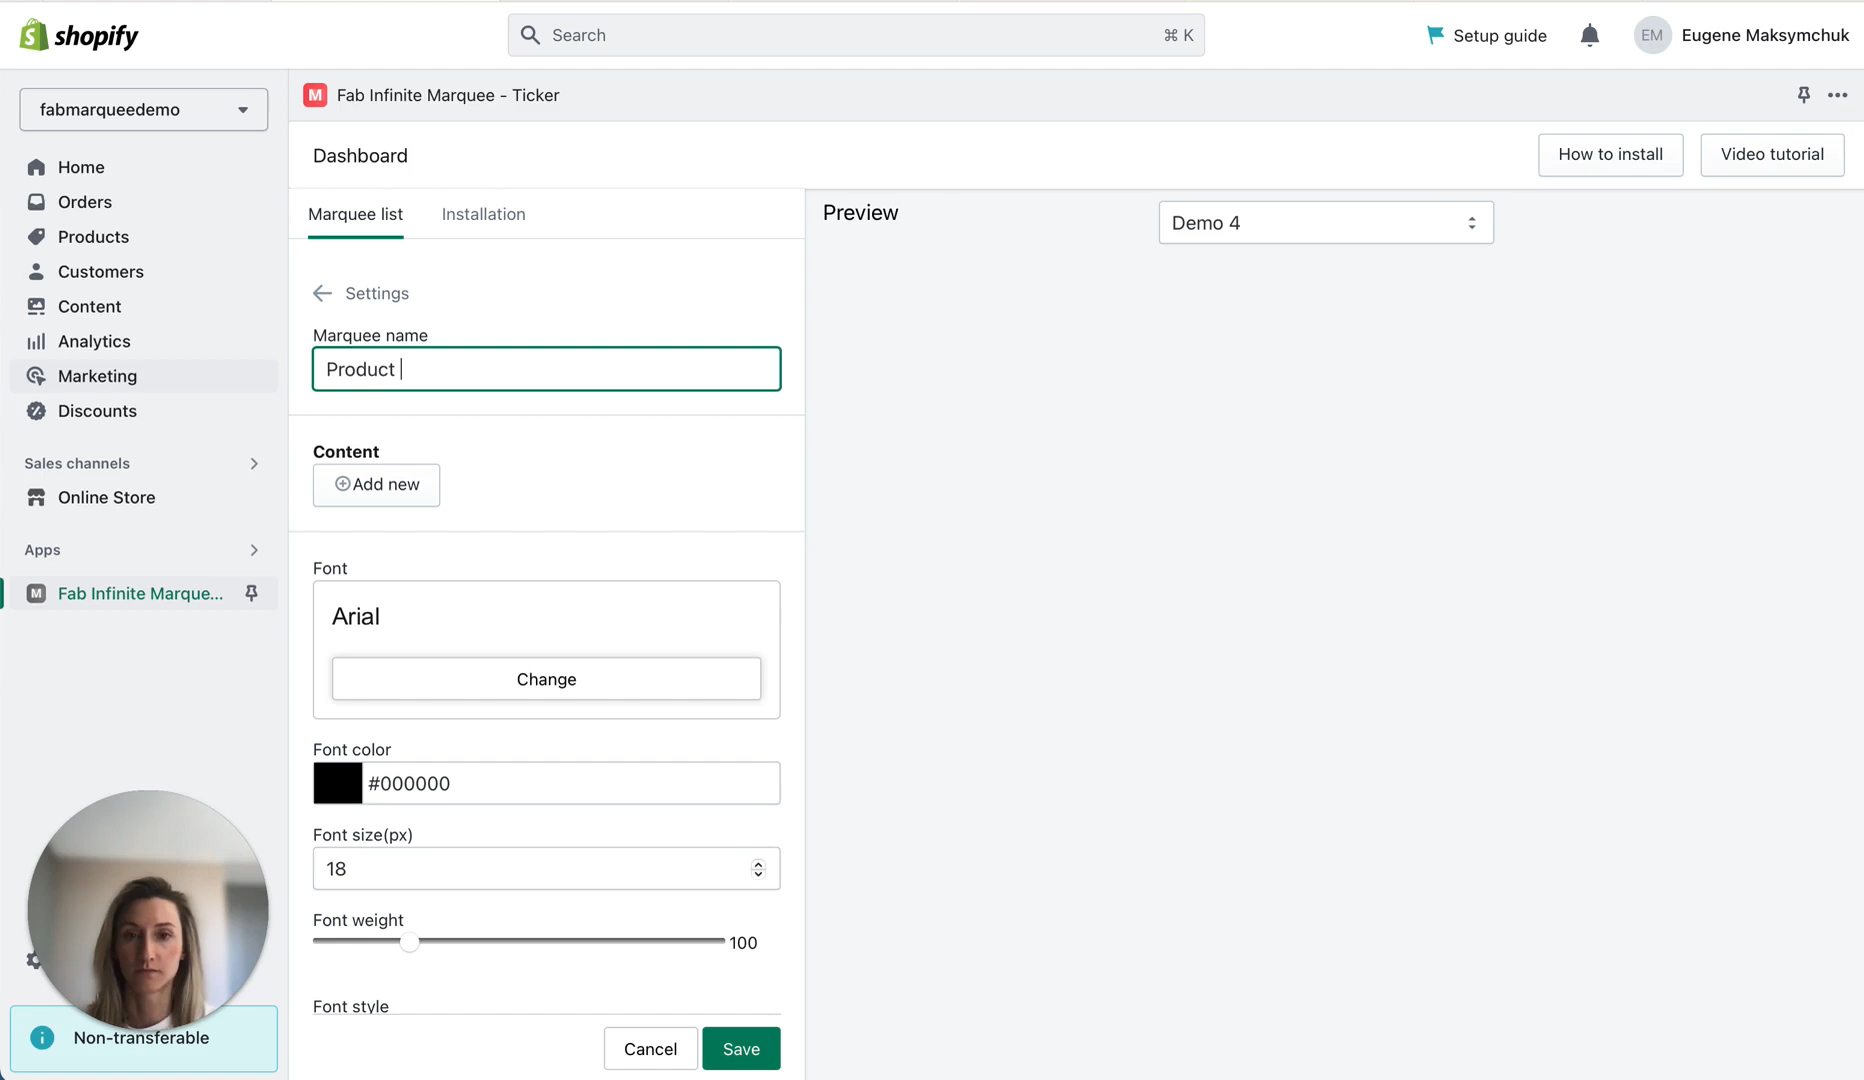 shopify
Search
⌘ K
Setup guide
EM
Eugene Maksymchuk
fabmarqueedemo
M
Fab Infinite Marquee - Ticker
Home
Orders
Products
Customers
Content
Analytics
Marketing
Discounts
Sales channels
Online Store
Apps
M
Fab Infinite Marque...
Non-transferable
Dashboard
How to install
Video tutorial
Marquee list
Installation
Settings
Marquee name
Product
Content
Add new
Font
Arial
Change
Font color
#000000
Font size(px)
18
Font weight
100
Font style
Cancel
Save
Preview
Demo 4